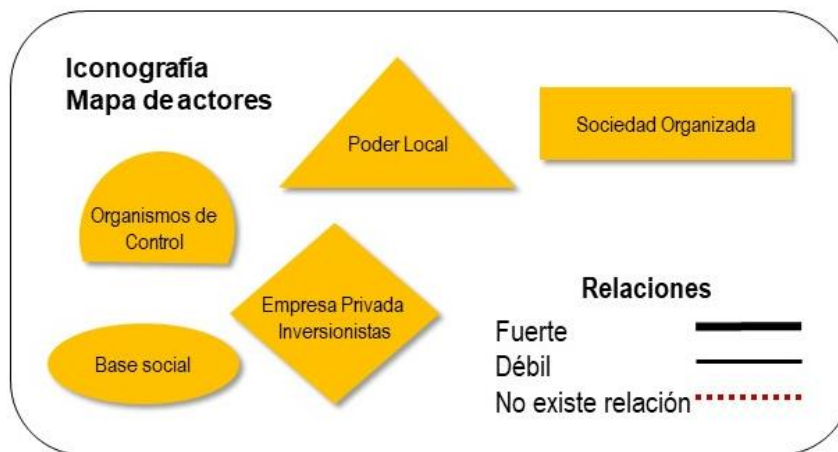 Iconografía
Mapa de actores
Poder Local
Sociedad Organizada
Organismos de
Control
Empresa Privada
Inversionistas
Base social
Relaciones
Fuerte
Débil
No existe relación